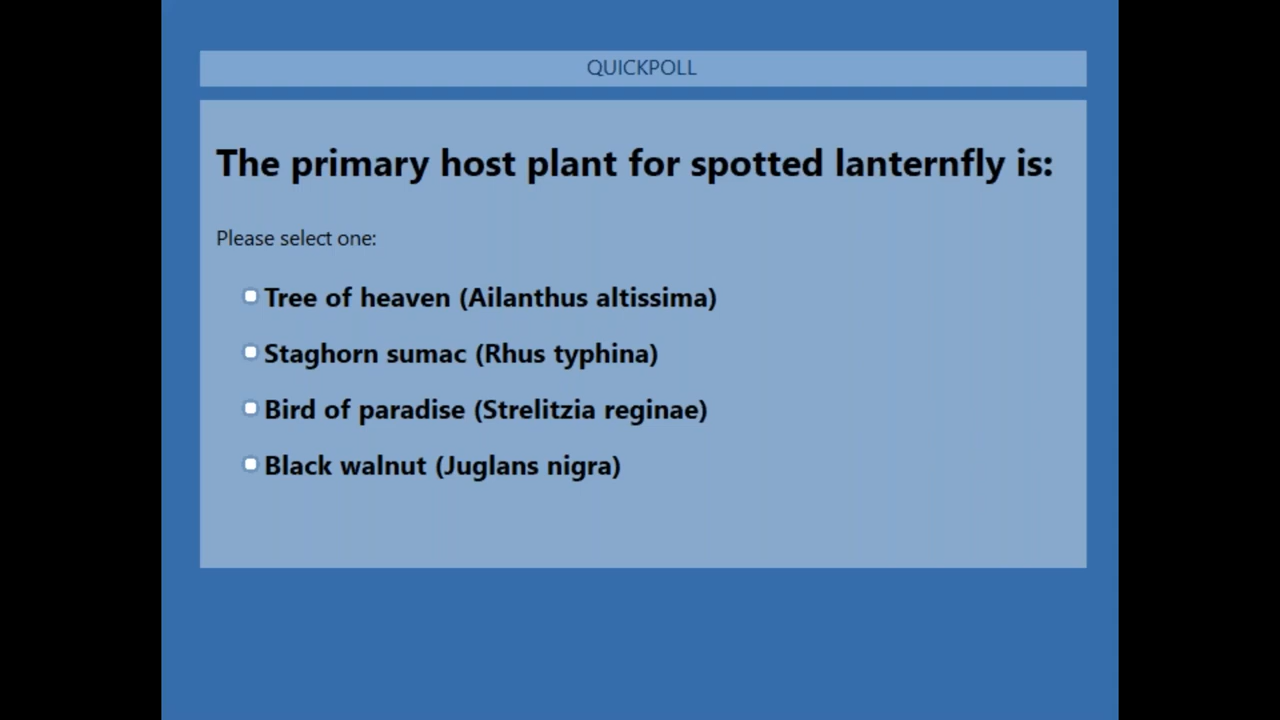 QUICKPOLL
The primary host plant for spotted lanternfly is:
Please select one:
Tree of heaven (Ailanthus altissima)
Staghorn sumac (Rhus typhina)
Bird of paradise (Strelitzia reginae)
Black walnut (Juglans nigra)